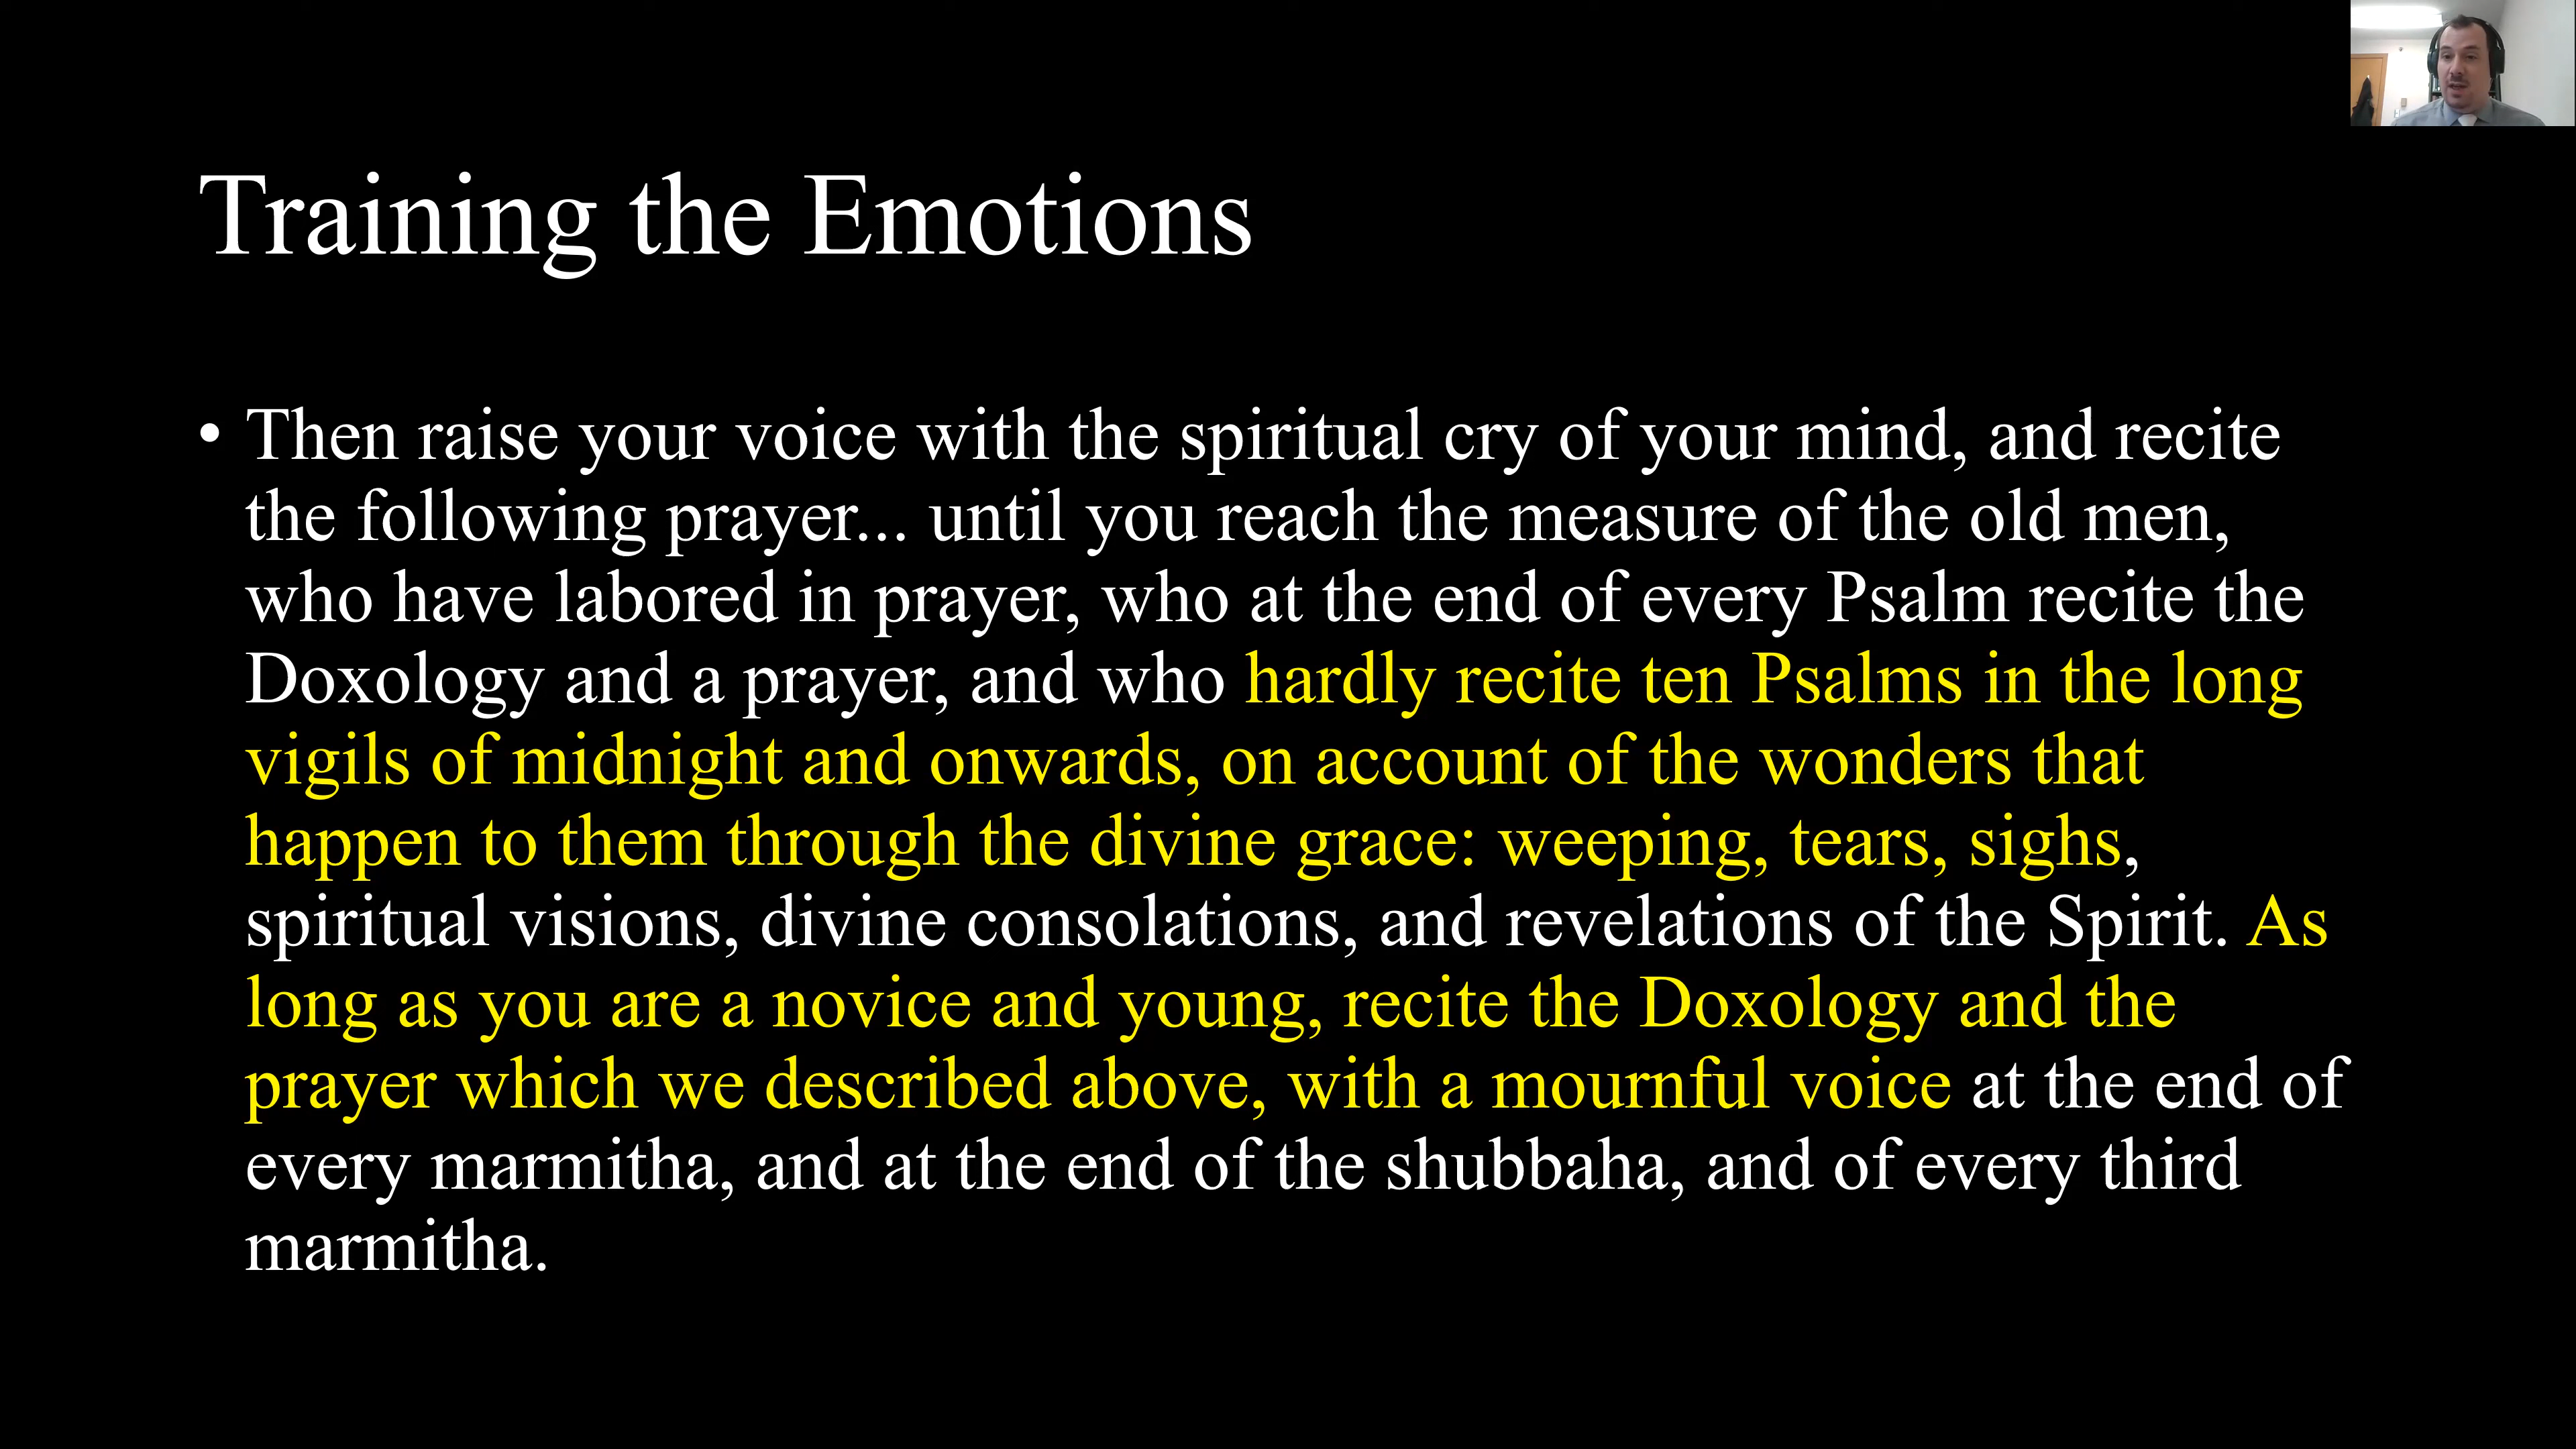 Training the Emotions
• Then raise your voice with the spiritual cry of your mind, and recite
the following prayer... until you reach the measure of the old men,
who have labored in prayer, who at the end of every Psalm recite the
Doxology and a prayer, and who hardly recite ten Psalms in the long
vigils of midnight and onwards, on account of the wonders that
happen to them through the divine grace: weeping, tears, sighs,
spiritual visions, divine consolations, and revelations of the Spirit. As
long as you are a novice and young, recite the Doxology and the
prayer which we described above, with a mournful voice at the end of
every marmitha, and at the end of the shubbaha, and of every third
marmitha.